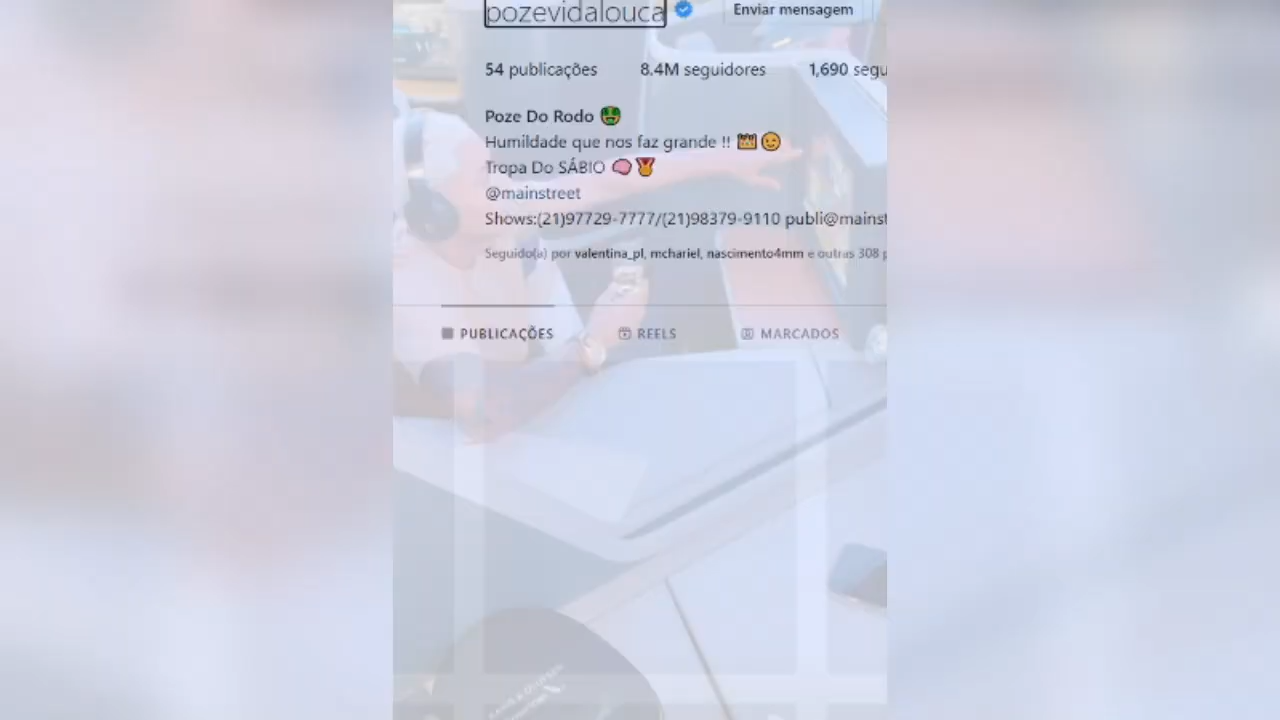 pozevidalouca Enviar mensagem
54 publicações 8.4M seguidores 1,690 segu
Poze Do Rodo 🤑
Humildade que nos faz grande !! 👑😉
Tropa Do SÁBIO 🧠🏅
@mainstreet
Shows:(21)97729-7777/(21)98379-9110 publi@mainst
Seguido(a) por valentina_pl, mchariel, nascimento4mm e outras 308 p
PUBLICAÇÕES REELS MARCADOS